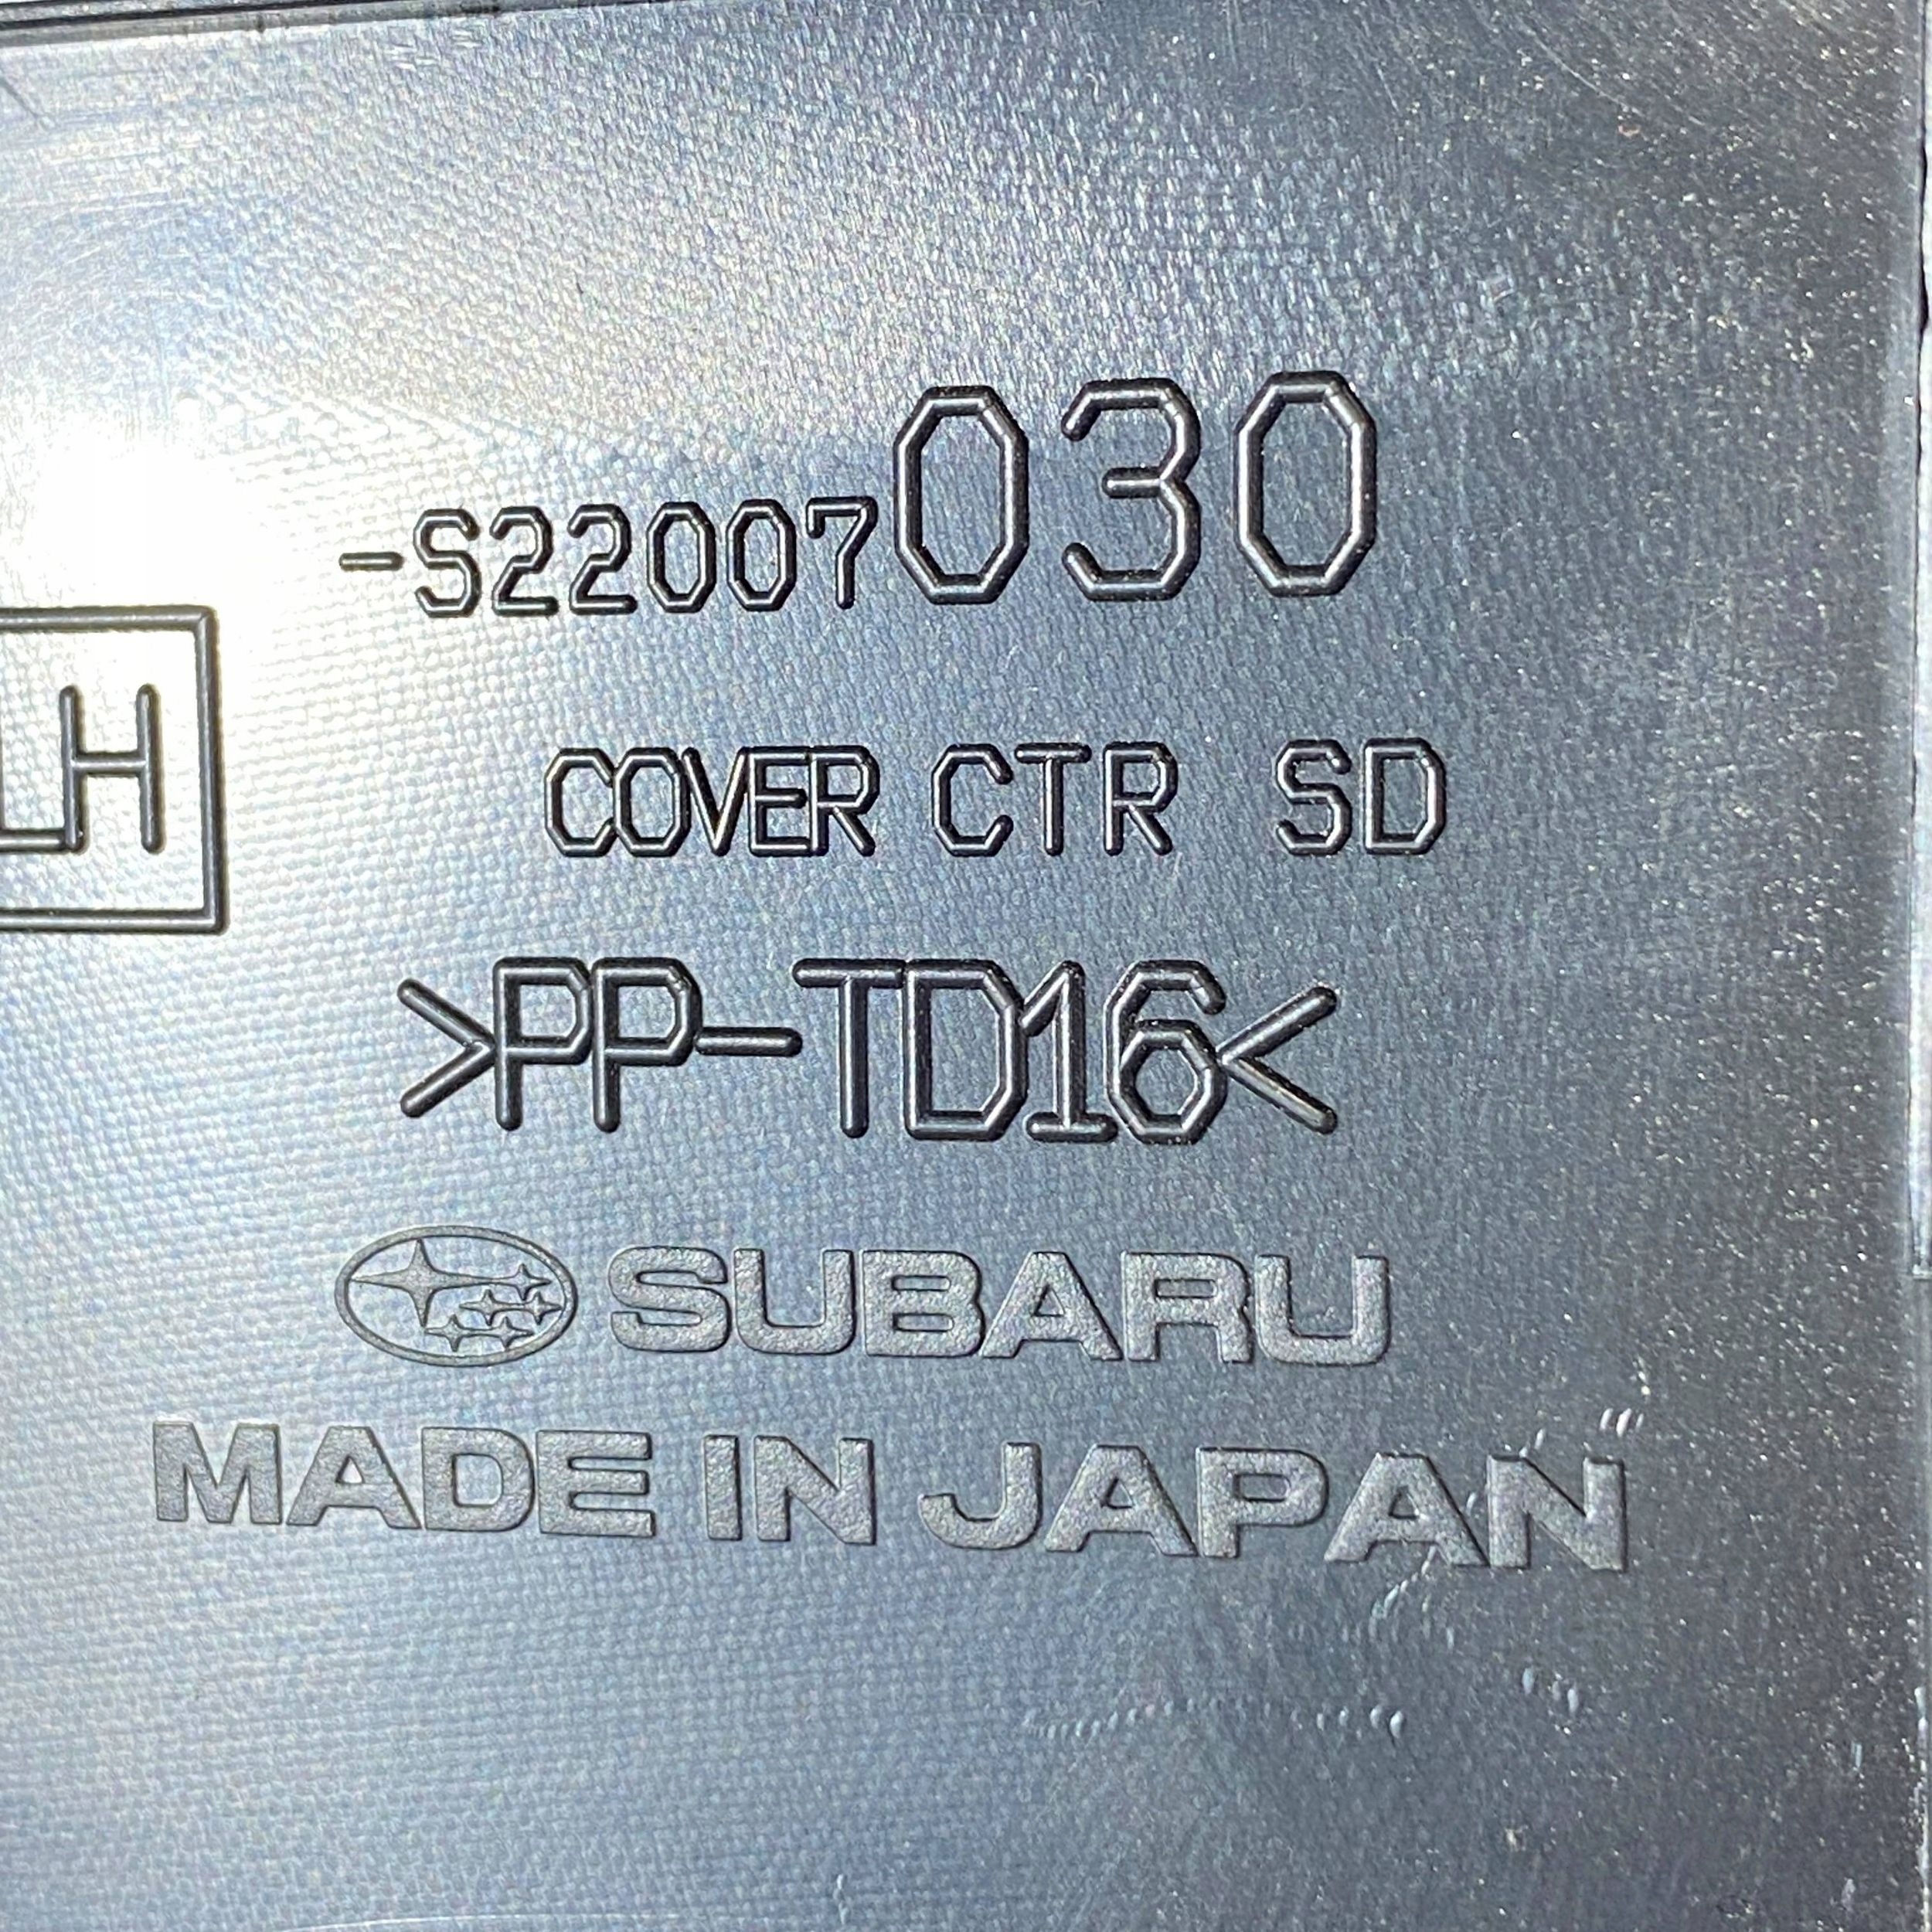 -S22007030
LH
COVER CTR SD
>PP-TD16<
SUBARU
MADE IN JAPAN